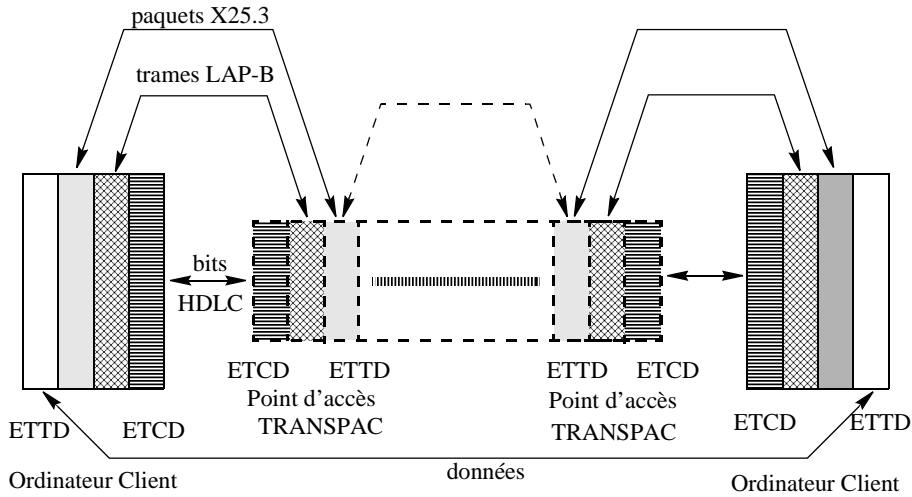 paquets X25.3
trames LAP-B
bits
HDLC
ETCD ETTD
Point d'accès
TRANSPAC
ETTD ETCD
Point d'accès
TRANSPAC
ETTD ETCD
ETCD ETTD
données
Ordinateur Client
Ordinateur Client